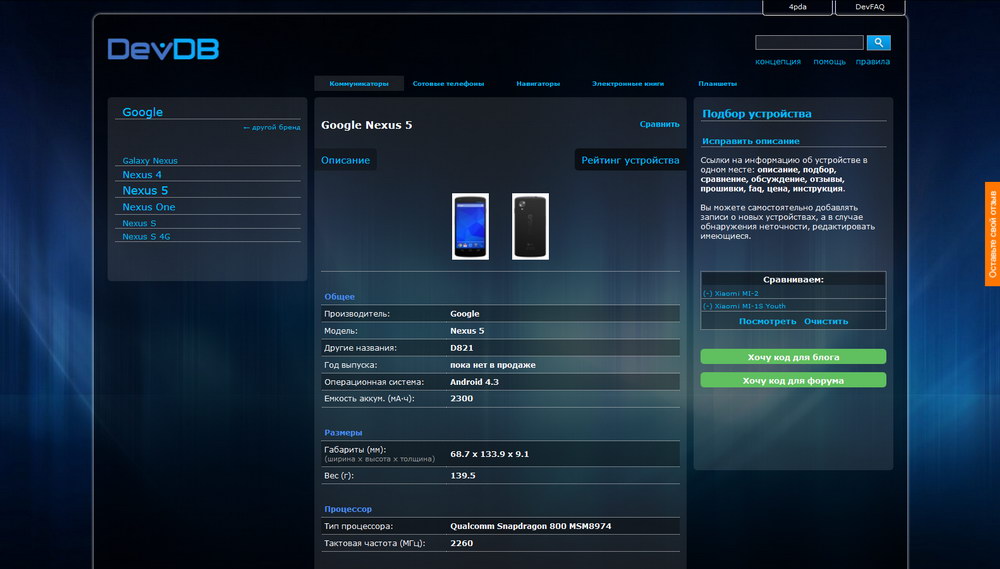 4pda
DevFAQ
DevDB
концепция помощь правила
Коммуникаторы Сотовые телефоны Навигаторы Электронные книги Планшеты
Google
← другой бренд
Galaxy Nexus
Nexus 4
Nexus 5
Nexus One
Nexus S
Nexus S 4G
Google Nexus 5
Сравнить
Описание
Рейтинг устройства
Общее
Производитель: Google
Модель: Nexus 5
Другие названия: D821
Год выпуска: пока нет в продаже
Операционная система: Android 4.3
Емкость аккум. (мА·ч): 2300
Размеры
Габариты (мм): 68.7 x 133.9 x 9.1
(ширина x высота x толщина)
Вес (г): 139.5
Процессор
Тип процессора: Qualcomm Snapdragon 800 MSM8974
Тактовая частота (МГц): 2260
Подбор устройства
Исправить описание
Ссылки на информацию об устройстве в
одном месте: описание, подбор,
сравнение, обсуждение, отзывы,
прошивки, faq, цена, инструкция.
Вы можете самостоятельно добавлять
записи о новых устройствах, а в случае
обнаружения неточности, редактировать
имеющиеся.
Сравниваем:
(-) Xiaomi MI-2
(-) Xiaomi MI-1S Youth
Посмотреть Очистить
Хочу код для блога
Хочу код для форума
Оставьте свой отзыв